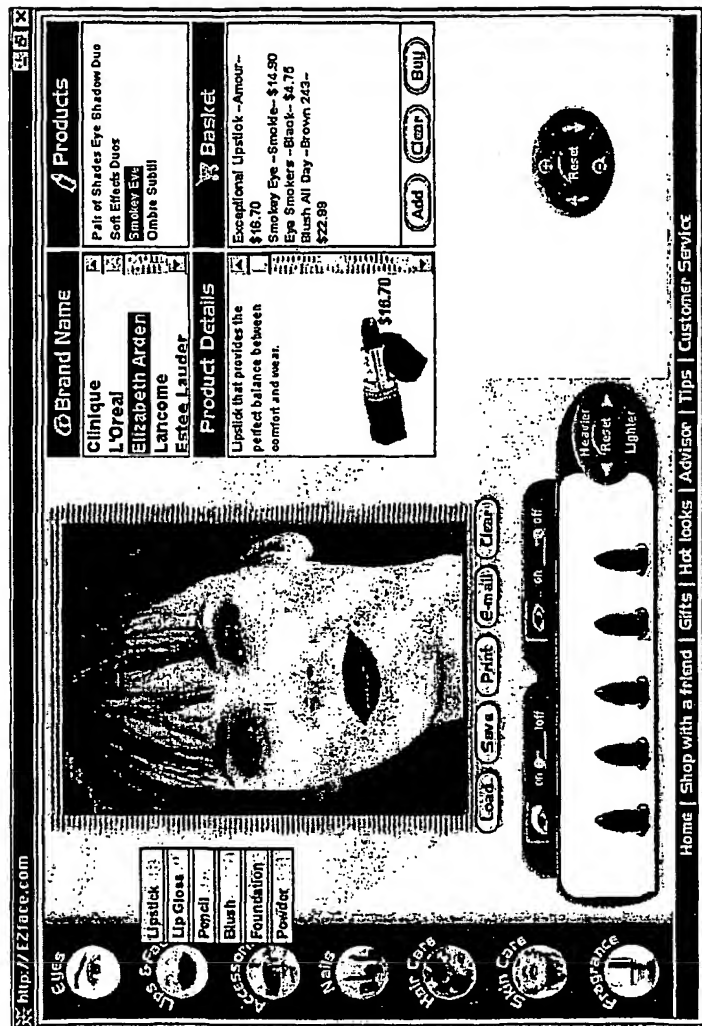 http://EZface.com
Eyes
Lips & Fa
Accessori
Nails
Hair Care
Skin Care
Fragrance
Lipstick
Lip Gloss
Pencil
Blush
Foundation
Powder
Load
Save
Print
E-mail
Clear
on
off
on
off
Heavier
Reset
Lighter
Brand Name
Clinique
L'Oreal
Elizabeth Arden
Lancome
Estee Lauder
Products
Pair of Shades Eye Shadow Duo
Soft Effects Duos
Smokey Eye
Ombre Subtil
Product Details
Lipstick that provides the
perfect balance between
comfort and wear.
$16.70
Basket
Exceptional Lipstick -Amour-
$16.70
Smokey Eye -Smokie- $14.90
Eye Smokers -Black- $4.75
Blush All Day -Brown 243-
$22.99
Add
Clear
Buy
Reset
Home | Shop with a friend | Gifts | Hot looks | Advisor | Tips | Customer Service